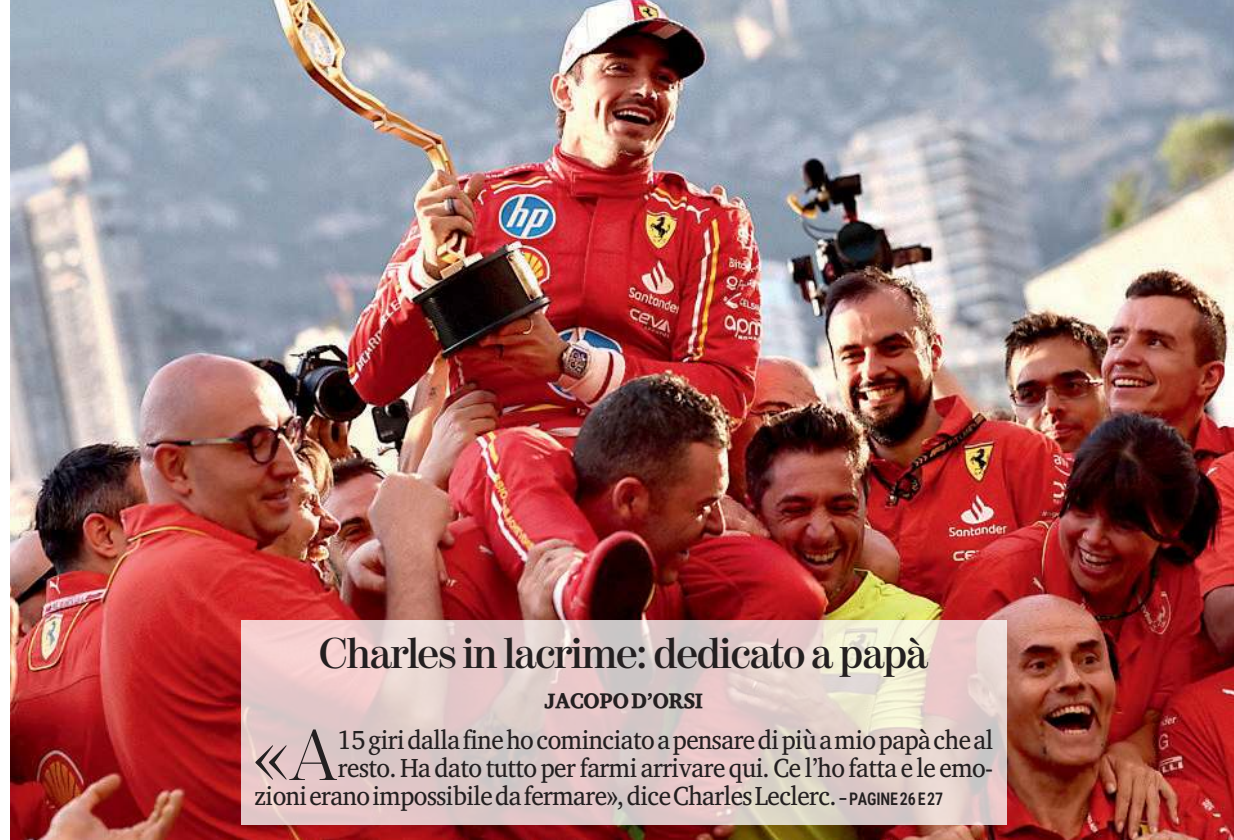 hp
Santander
CEVA
apm
Santander
CE
Charles in lacrime: dedicato a papà
JACOPO D'ORSI
«A 15 giri dalla fine ho cominciato a pensare di più a mio papà che al
resto. Ha dato tutto per farmi arrivare qui. Ce l'ho fatta e le emo-
zioni erano impossibile da fermare», dice Charles Leclerc. – PAGINE 26 E 27